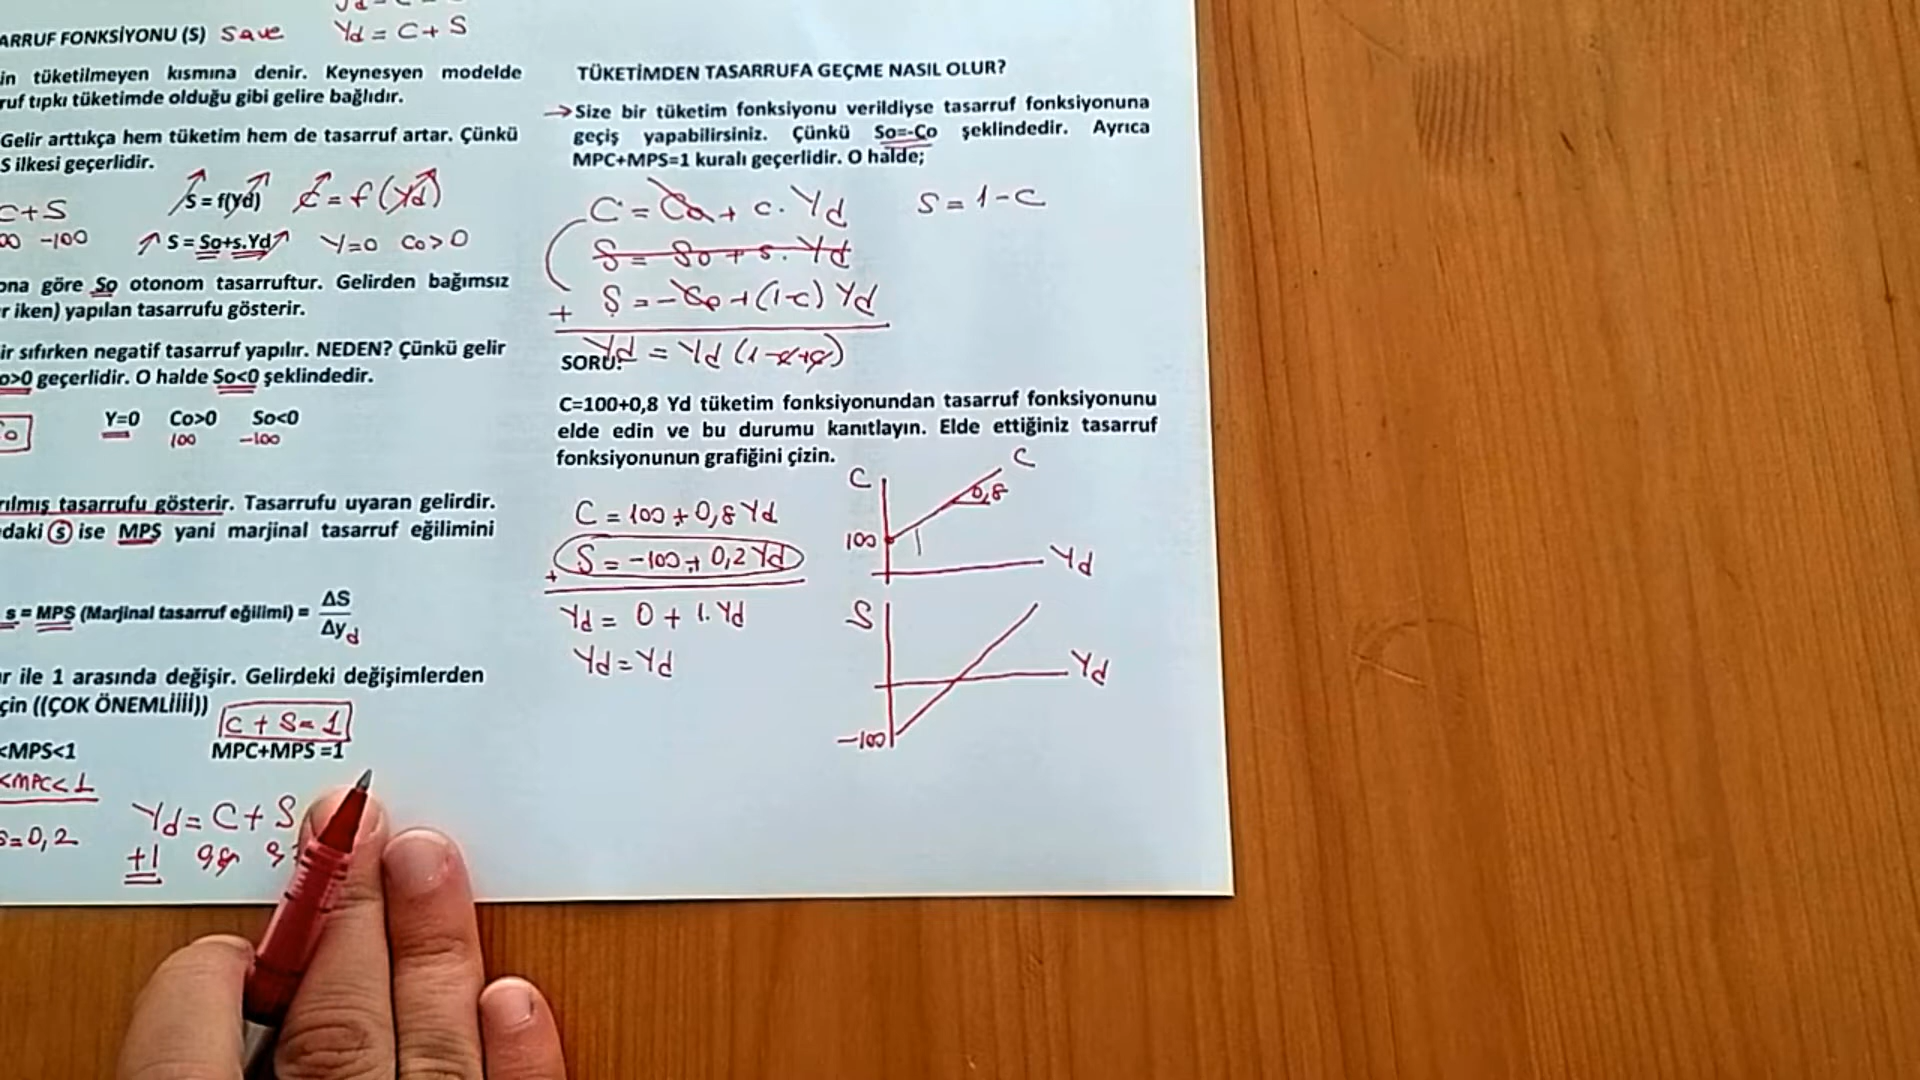 Yd = C + S
ARRUF FONKSİYONU (S) Save
in tüketilmeyen kısmına denir. Keynesyen modelde
ruf tıpkı tüketimde olduğu gibi gelire bağlıdır.
Gelir arttıkça hem tüketim hem de tasarruf artar. Çünkü
S ilkesi geçerlidir.
S = f(Yd) C = f(Yd)
C+S
-100 S = So+s.Yd Y=0 Co>0
ona göre So otonom tasarruftur. Gelirden bağımsız
r iken) yapılan tasarrufu gösterir.
ir sıfırken negatif tasarruf yapılır. NEDEN? Çünkü gelir
o>0 geçerlidir. O halde So<0 şeklindedir.
Y=0 Co>0 So<0
100 -100
rılmış tasarrufu gösterir. Tasarrufu uyaran gelirdir.
daki s ise MPS yani marjinal tasarruf eğilimini
s = MPS (Marjinal tasarruf eğilimi) = ΔS
Δyd
r ile 1 arasında değişir. Gelirdeki değişimlerden
çin ((ÇOK ÖNEMLİİİİ))
C + S = 1
<MPS<1 MPC+MPS =1
<MPC<1
Yd = C + S
s=0,2
+1
TÜKETİMDEN TASARRUFA GEÇME NASIL OLUR?
→Size bir tüketim fonksiyonu verildiyse tasarruf fonksiyonuna
geçiş yapabilirsiniz. Çünkü So=-Co şeklindedir. Ayrıca
MPC+MPS=1 kuralı geçerlidir. O halde;
C = Co + c. Yd S = 1-C
S = So + s. Yd
+ S = -Co + (1-c) Yd
Yd = Yd (1-c+c)
SORU:
C=100+0,8 Yd tüketim fonksiyonundan tasarruf fonksiyonunu
elde edin ve bu durumu kanıtlayın. Elde ettiğiniz tasarruf
fonksiyonunun grafiğini çizin.
C = 100 + 0,8 Yd
+ S = -100 + 0,2 Yd
Yd = 0 + 1. Yd
Yd = Yd
C C
0,8
100
Yd
S
Yd
-100